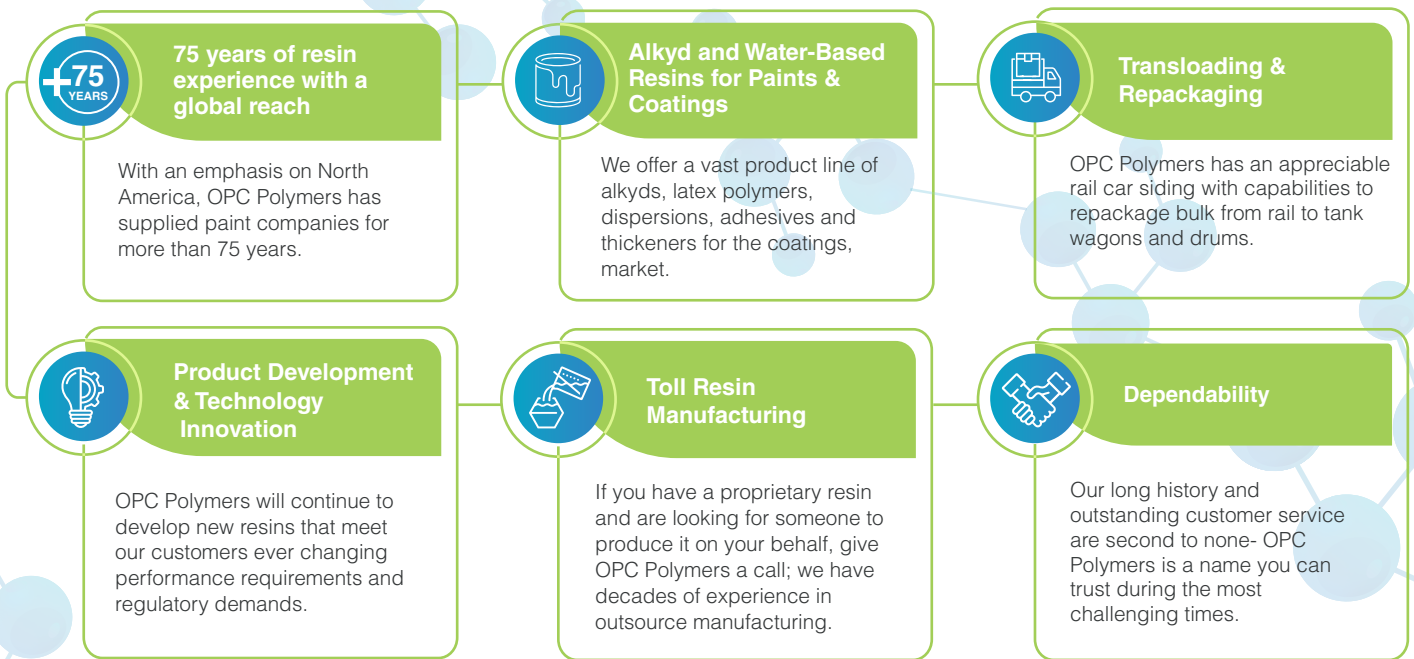 +75
YEARS
75 years of resin
experience with a
global reach
With an emphasis on North
America, OPC Polymers has
supplied paint companies for
more than 75 years.
Alkyd and Water-Based
Resins for Paints &
Coatings
We offer a vast product line of
alkyds, latex polymers,
dispersions, adhesives and
thickeners for the coatings,
market.
Transloading &
Repackaging
OPC Polymers has an appreciable
rail car siding with capabilities to
repackage bulk from rail to tank
wagons and drums.
Product Development
& Technology
Innovation
OPC Polymers will continue to
develop new resins that meet
our customers ever changing
performance requirements and
regulatory demands.
Toll Resin
Manufacturing
If you have a proprietary resin
and are looking for someone to
produce it on your behalf, give
OPC Polymers a call; we have
decades of experience in
outsource manufacturing.
Dependability
Our long history and
outstanding customer service
are second to none- OPC
Polymers is a name you can
trust during the most
challenging times.